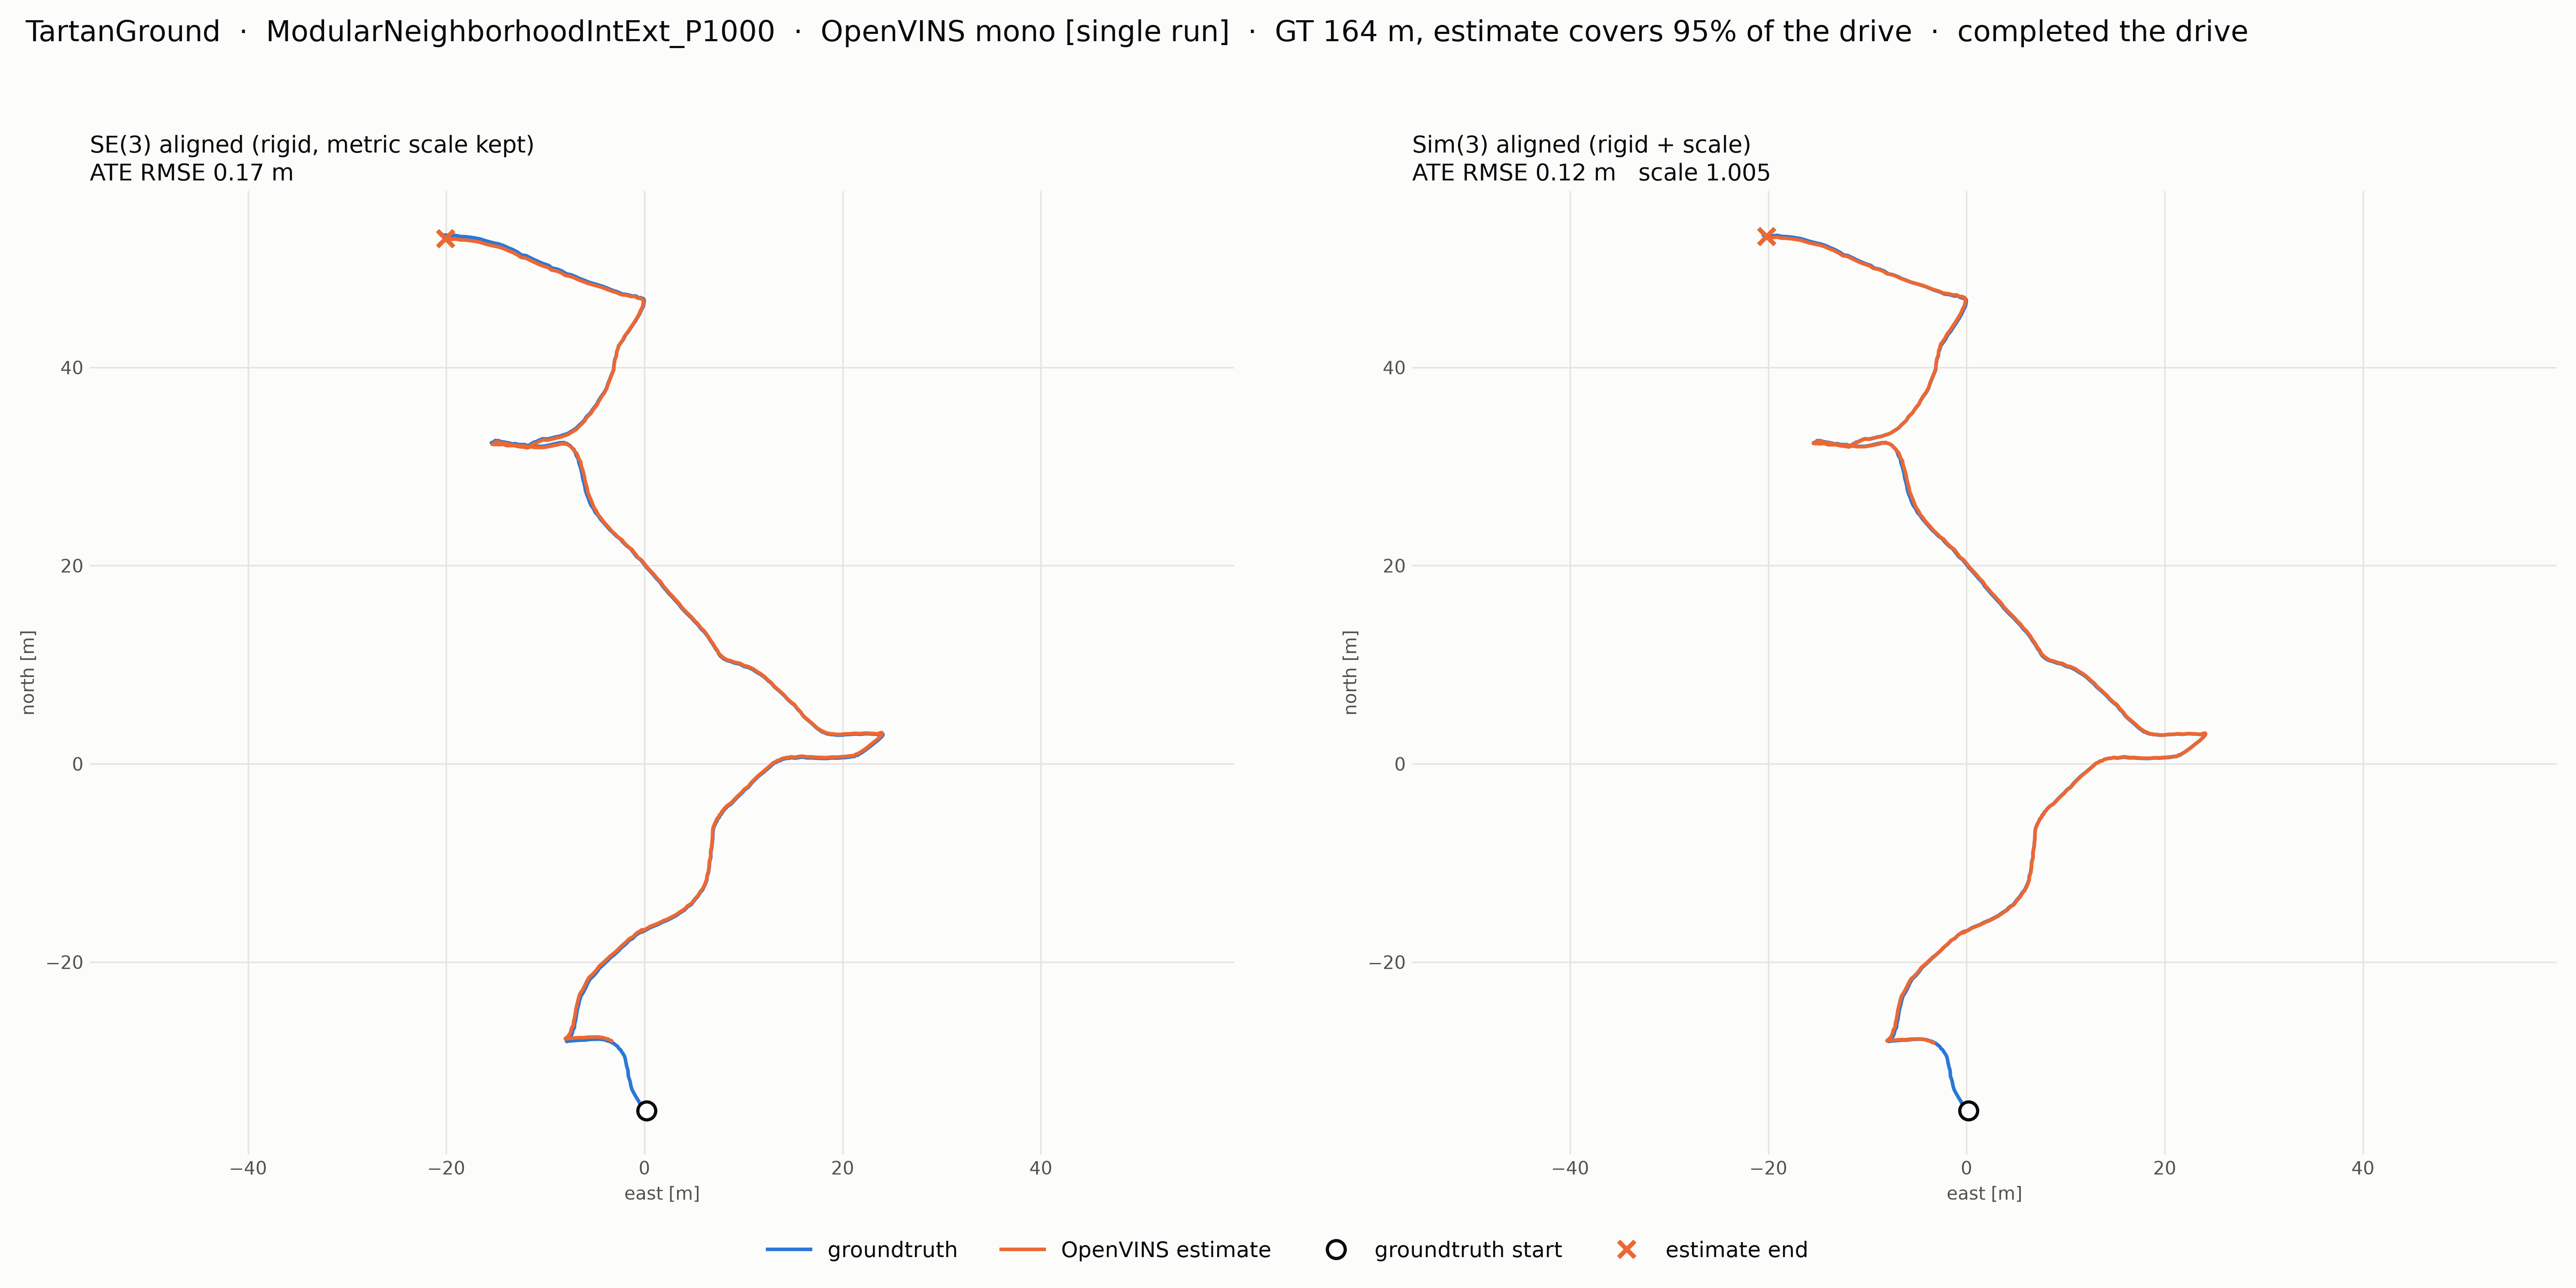 TartanGround · ModularNeighborhoodIntExt_P1000 · OpenVINS mono [single run] · GT 164 m, estimate covers 95% of the drive · completed the drive
SE(3) aligned (rigid, metric scale kept)
ATE RMSE 0.17 m
40
20
0
−20
north [m]
−40
−20
0
20
40
east [m]
Sim(3) aligned (rigid + scale)
ATE RMSE 0.12 m   scale 1.005
40
20
0
−20
north [m]
−40
−20
0
20
40
east [m]
groundtruth
OpenVINS estimate
groundtruth start
estimate end